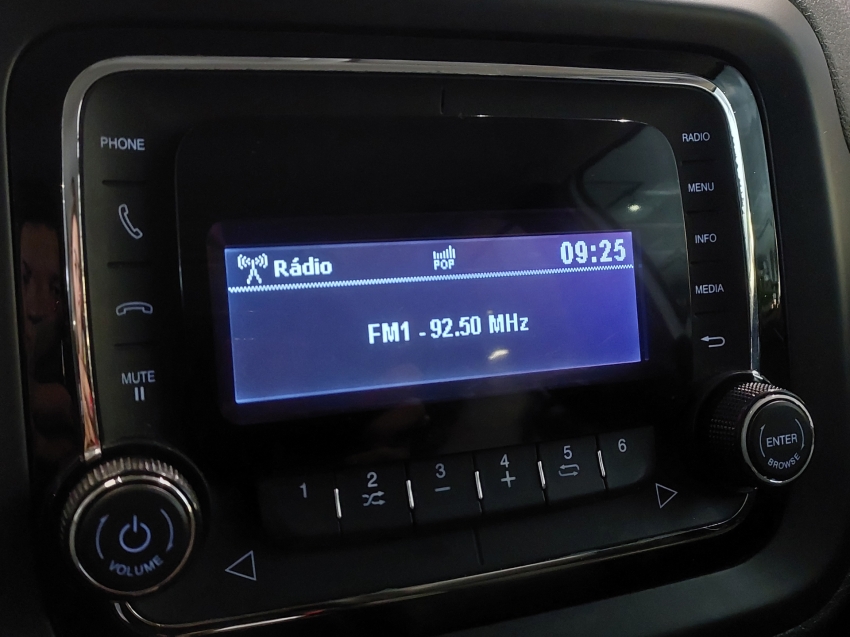 PHONE
MUTE
VOLUME
Rádio
POP
09:25
FM1 - 92.50 MHz
1
2
3
4
5
6
RADIO
MENU
INFO
MEDIA
ENTER
BROWSE